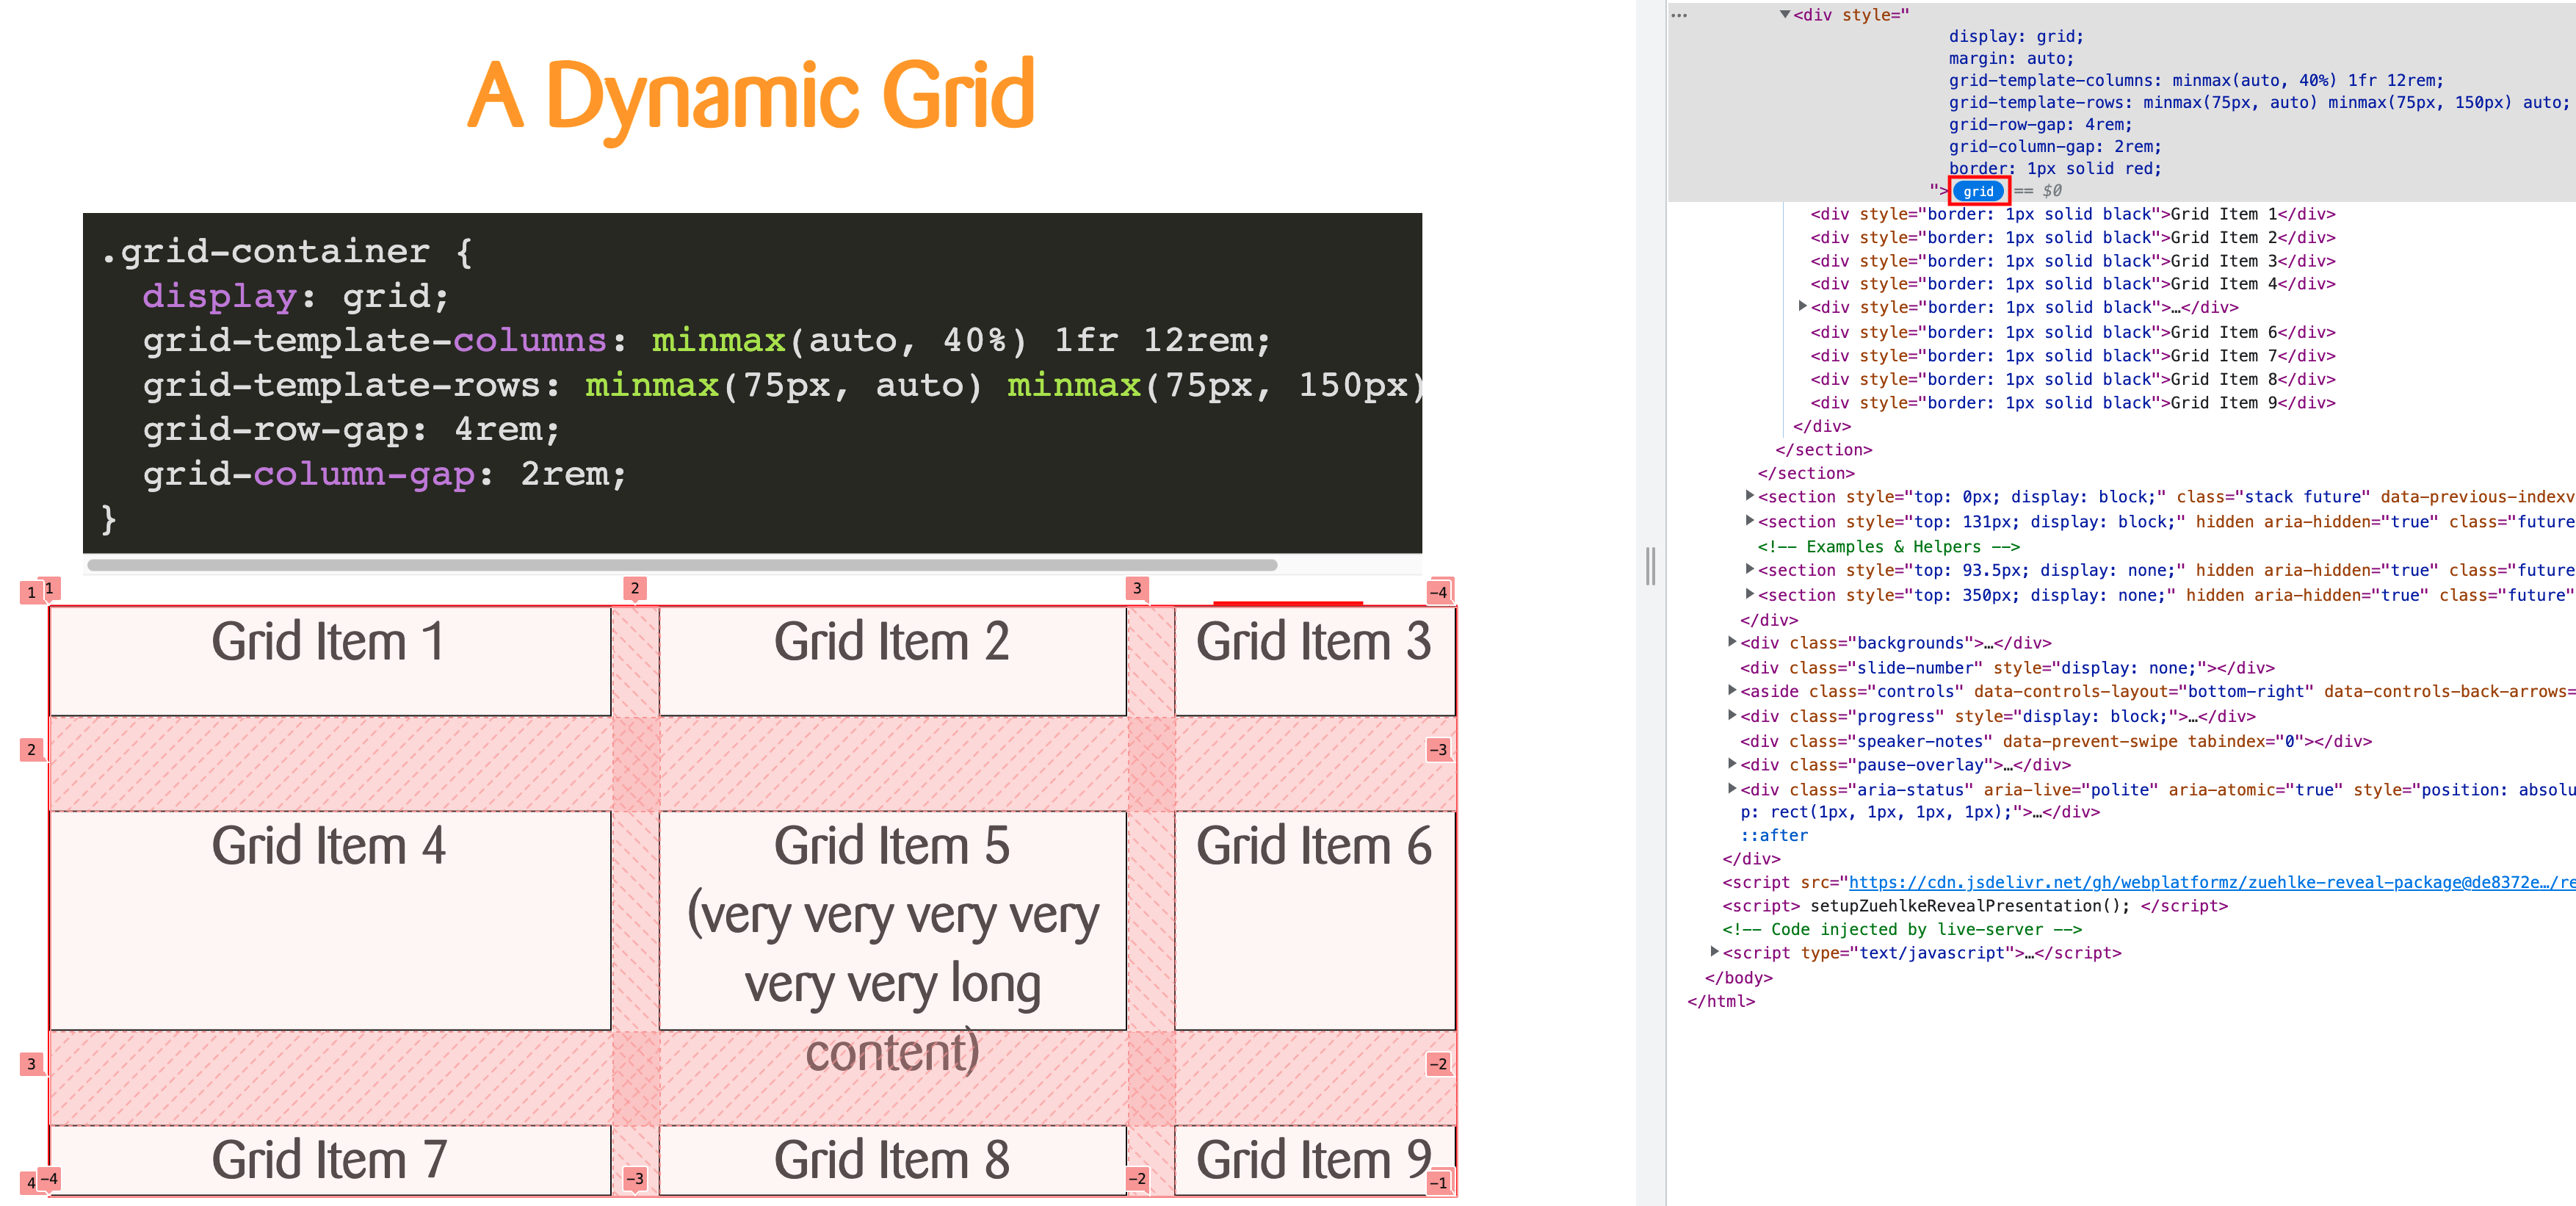 A Dynamic Grid
.grid-container {
display: grid;
grid-template-columns: minmax(auto, 40%) 1fr 12rem;
grid-template-rows: minmax(75px, auto) minmax(75px, 150px)
grid-row-gap: 4rem;
grid-column-gap: 2rem;
}
1 1 2 3 -4
Grid Item 1 Grid Item 2 Grid Item 3
2 -3
Grid Item 4 Grid Item 5 Grid Item 6
(very very very very
very very long
content)
3 -2
Grid Item 7 Grid Item 8 Grid Item 9
4 -4 -3 -2 -1
… <div style="
display: grid;
margin: auto;
grid-template-columns: minmax(auto, 40%) 1fr 12rem;
grid-template-rows: minmax(75px, auto) minmax(75px, 150px) auto;
grid-row-gap: 4rem;
grid-column-gap: 2rem;
border: 1px solid red;
"> grid == $0
<div style="border: 1px solid black">Grid Item 1</div>
<div style="border: 1px solid black">Grid Item 2</div>
<div style="border: 1px solid black">Grid Item 3</div>
<div style="border: 1px solid black">Grid Item 4</div>
<div style="border: 1px solid black">…</div>
<div style="border: 1px solid black">Grid Item 6</div>
<div style="border: 1px solid black">Grid Item 7</div>
<div style="border: 1px solid black">Grid Item 8</div>
<div style="border: 1px solid black">Grid Item 9</div>
</div>
</section>
</section>
<section style="top: 0px; display: block;" class="stack future" data-previous-indexv
<section style="top: 131px; display: block;" hidden aria-hidden="true" class="future
<!-- Examples & Helpers -->
<section style="top: 93.5px; display: none;" hidden aria-hidden="true" class="future
<section style="top: 350px; display: none;" hidden aria-hidden="true" class="future"
</div>
<div class="backgrounds">…</div>
<div class="slide-number" style="display: none;"></div>
<aside class="controls" data-controls-layout="bottom-right" data-controls-back-arrows=
<div class="progress" style="display: block;">…</div>
<div class="speaker-notes" data-prevent-swipe tabindex="0"></div>
<div class="pause-overlay">…</div>
<div class="aria-status" aria-live="polite" aria-atomic="true" style="position: absolu
p: rect(1px, 1px, 1px, 1px);">…</div>
::after
</div>
<script src="https://cdn.jsdelivr.net/gh/webplatformz/zuehlke-reveal-package@de8372e…/re
<script> setupZuehlkeRevealPresentation(); </script>
<!-- Code injected by live-server -->
<script type="text/javascript">…</script>
</body>
</html>